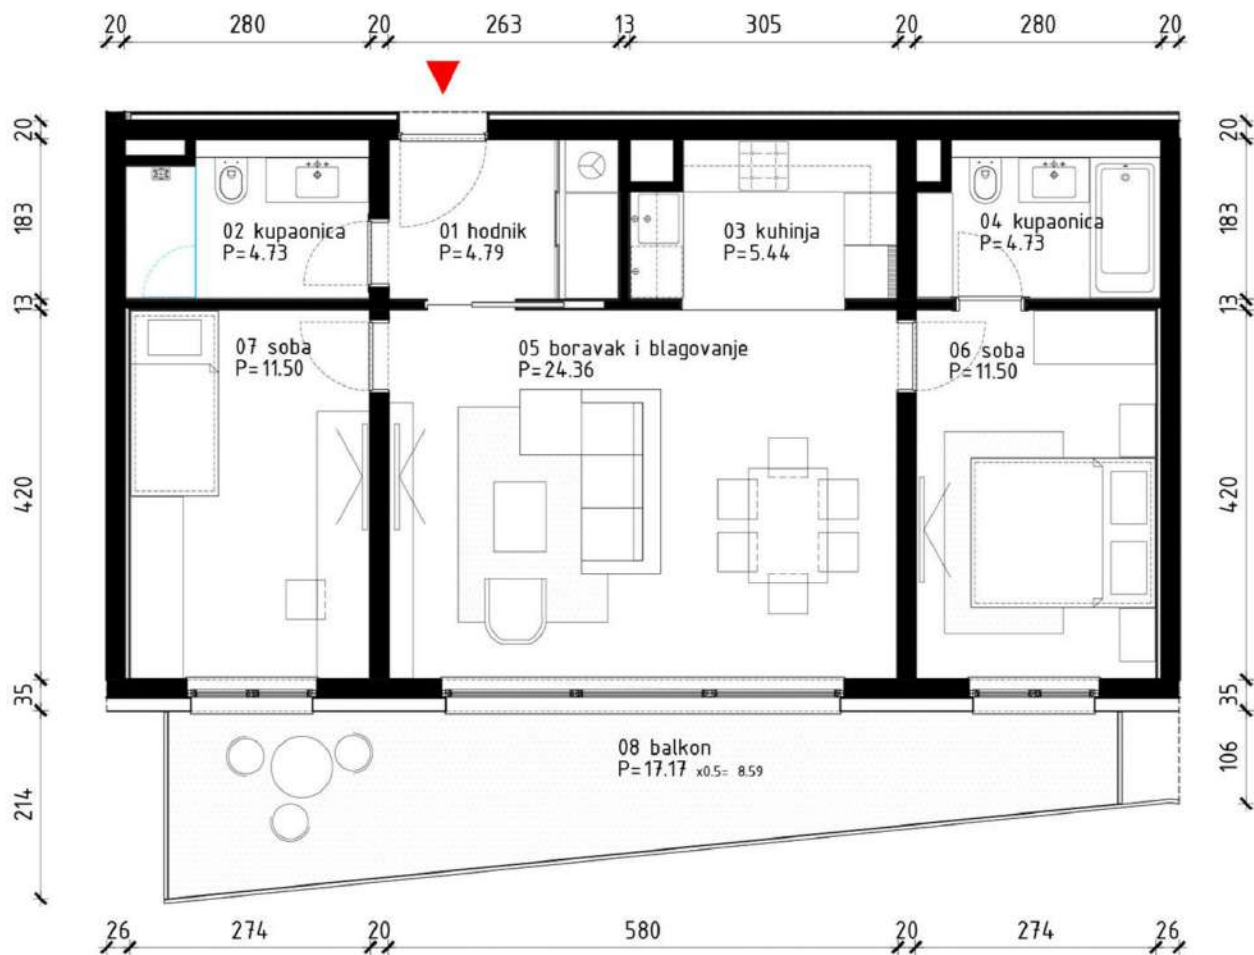 20 280 20 263 13 305 20 280 20
20
183
13
420
35
214
02 kupaonica
P=4.73
01 hodnik
P=4.79
03 kuhinja
P=5.44
04 kupaonica
P=4.73
07 soba
P=11.50
05 boravak i blagovanje
P=24.36
06 soba
P=11.50
08 balkon
P=17.17 x0.5= 8.59
20
183
13
420
35
106
26 274 20 580 20 274 26